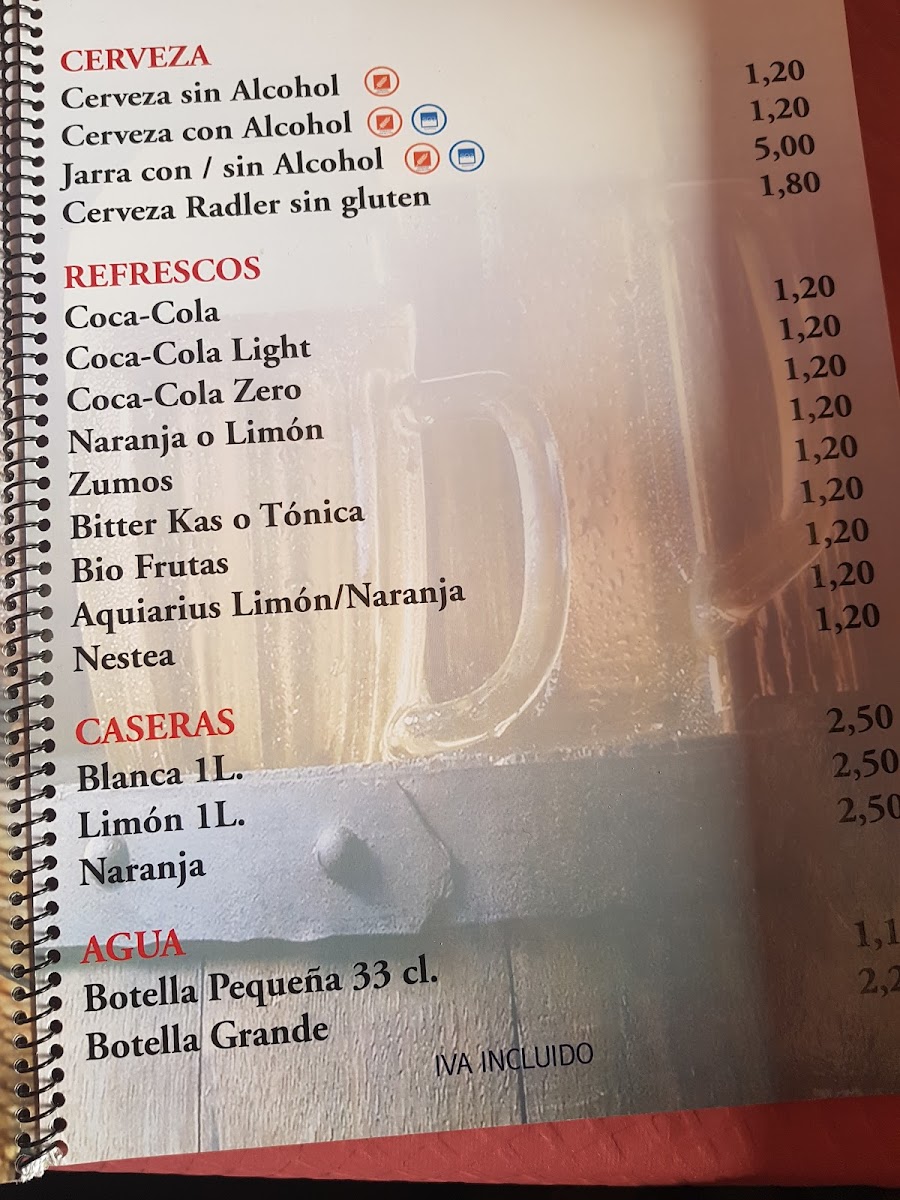 CERVEZA
Cerveza sin Alcohol 1,20
Cerveza con Alcohol 1,20
Jarra con / sin Alcohol 5,00
Cerveza Radler sin gluten 1,80
REFRESCOS
Coca-Cola 1,20
Coca-Cola Light 1,20
Coca-Cola Zero 1,20
Naranja o Limón 1,20
Zumos 1,20
Bitter Kas o Tónica 1,20
Bio Frutas 1,20
Aquiarius Limón/Naranja 1,20
Nestea 1,20
CASERAS
Blanca 1L. 2,50
Limón 1L. 2,50
Naranja 2,50
AGUA
Botella Pequeña 33 cl. 1,1
Botella Grande 2,2
IVA INCLUIDO